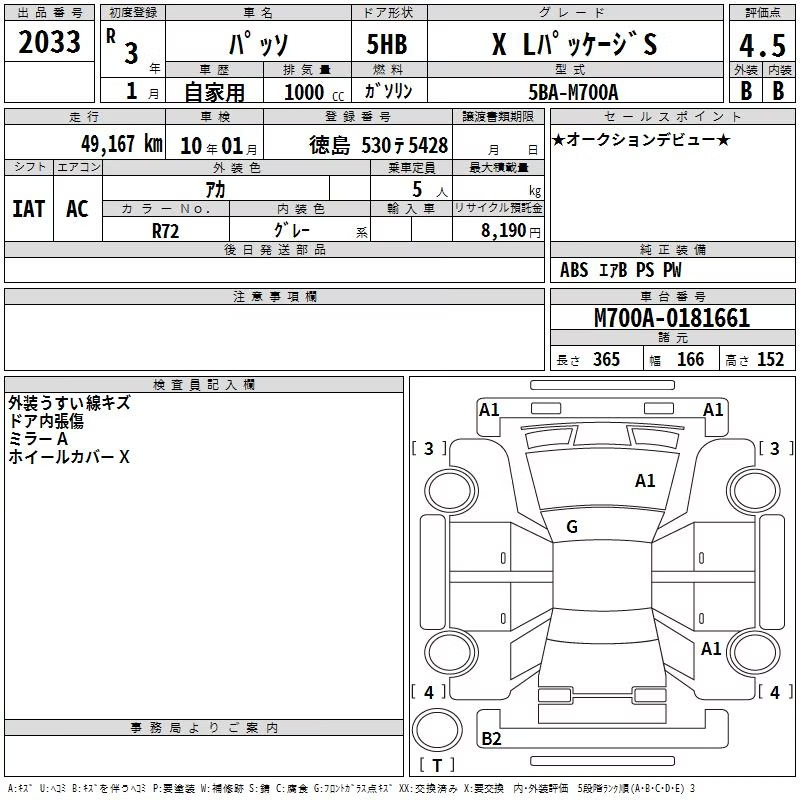 出品番号
2033
初度登録
R 3 年
1 月
車名
ﾊﾟｯｿ
ドア形状
5HB
グレード
X LﾊﾟｯｹｰｼﾞS
評価点
4.5
車歴
自家用
排気量
1000 CC
燃料
ｶﾞｿﾘﾝ
型式
5BA-M700A
外装 内装
B B
走行
49,167 km
車検
10年01月
登録番号
徳島 530ﾃ5428
譲渡書類期限
月 日
セールスポイント
★オークションデビュー★
シフト
IAT
エアコン
AC
外装色
ｱｶ
乗車定員
5 人
最大積載量
kg
カラーNo.
R72
内装色
ｸﾞﾚｰ 系
輸入車
リサイクル預託金
8,190円
後日発送部品
純正装備
ABS ｴｱB PS PW
注意事項欄
車台番号
M700A-0181661
諸元
長さ 365 幅 166 高さ 152
検査員記入欄
外装うすい線キズ
ドア内張傷
ミラーA
ホイールカバーX
A1 A1
[ 3 ] [ 3 ]
A1
G
A1
[ 4 ] [ 4 ]
B2
[ T ]
事務局よりご案内
A:ｷｽﾞ U:ﾍｺﾐ B:ｷｽﾞを伴うﾍｺﾐ P:要塗装 W:補修跡 S:錆 C:腐食 G:ﾌﾛﾝﾄｶﾞﾗｽ点ｷｽﾞ XX:交換済み X:要交換 内･外装評価 5段階ﾗﾝｸ順(A･B･C･D･E) 3